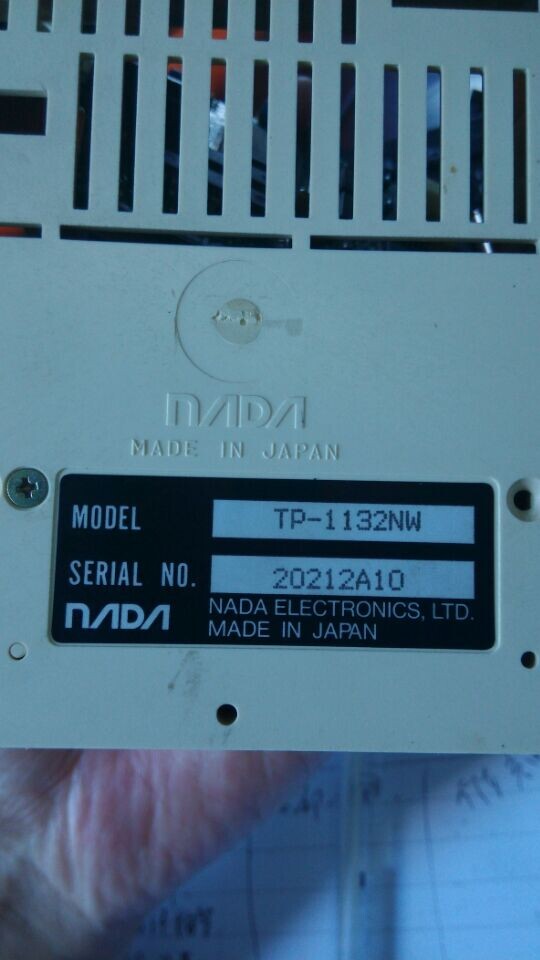 NADA
MADE IN JAPAN
MODEL TP-1132NW
SERIAL NO. 20212A10
NADA NADA ELECTRONICS, LTD.
MADE IN JAPAN